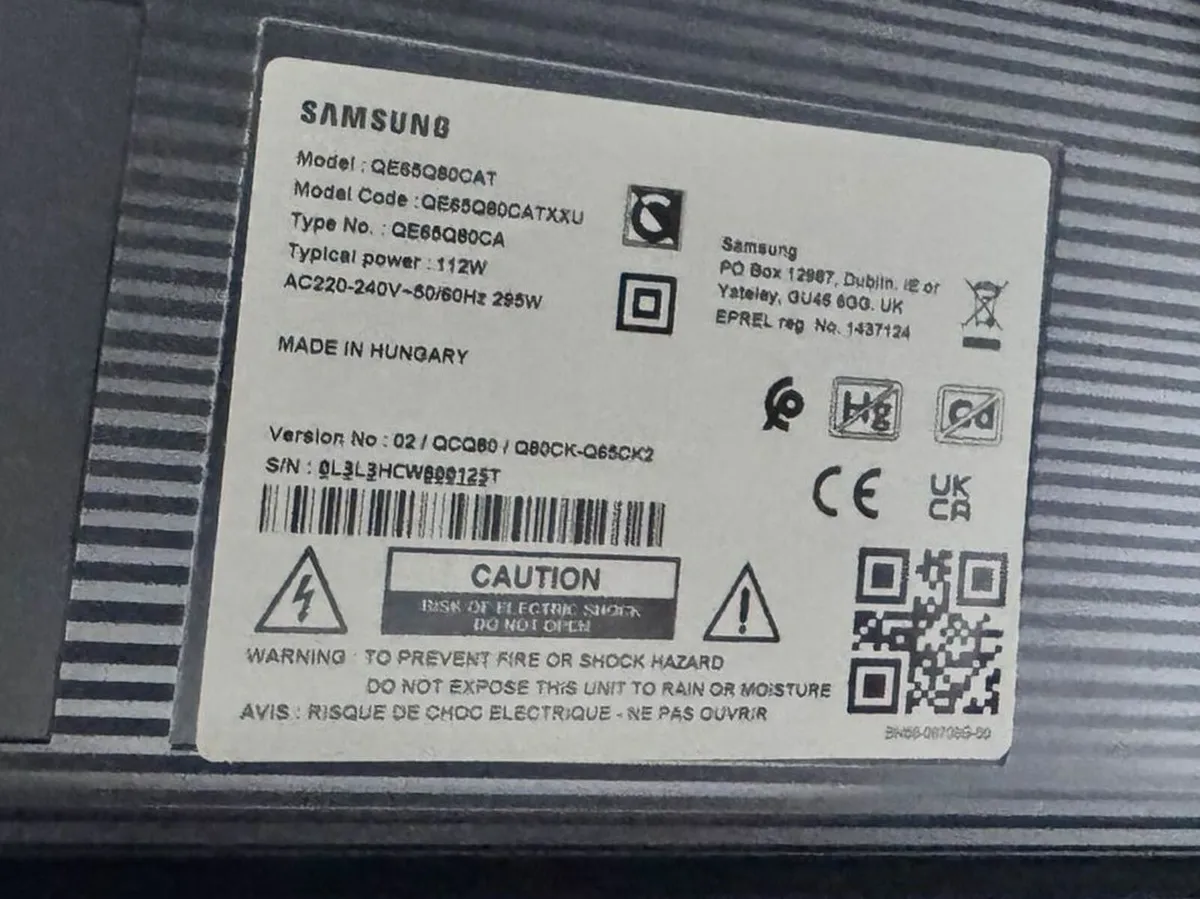 SAMSUNG
Model : QE65Q80CAT
Model Code : QE65Q80CATXXU
Type No. : QE65Q80CA
Typical power : 112W
AC220-240V~50/60Hz 295W
MADE IN HUNGARY
Samsung
PO Box 12987, Dublin. IE or
Yateley, GU46 6GG. UK
EPREL reg. No. 1437124
Hg
Cd
Version No : 02 / QCQ80 / Q80CK-Q65CK2
S/N : 0L3L3HCW600125T
CE
UK
CA
CAUTION
RISK OF ELECTRIC SHOCK
DO NOT OPEN
WARNING : TO PREVENT FIRE OR SHOCK HAZARD
DO NOT EXPOSE THIS UNIT TO RAIN OR MOISTURE
AVIS : RISQUE DE CHOC ELECTRIQUE - NE PAS OUVRIR